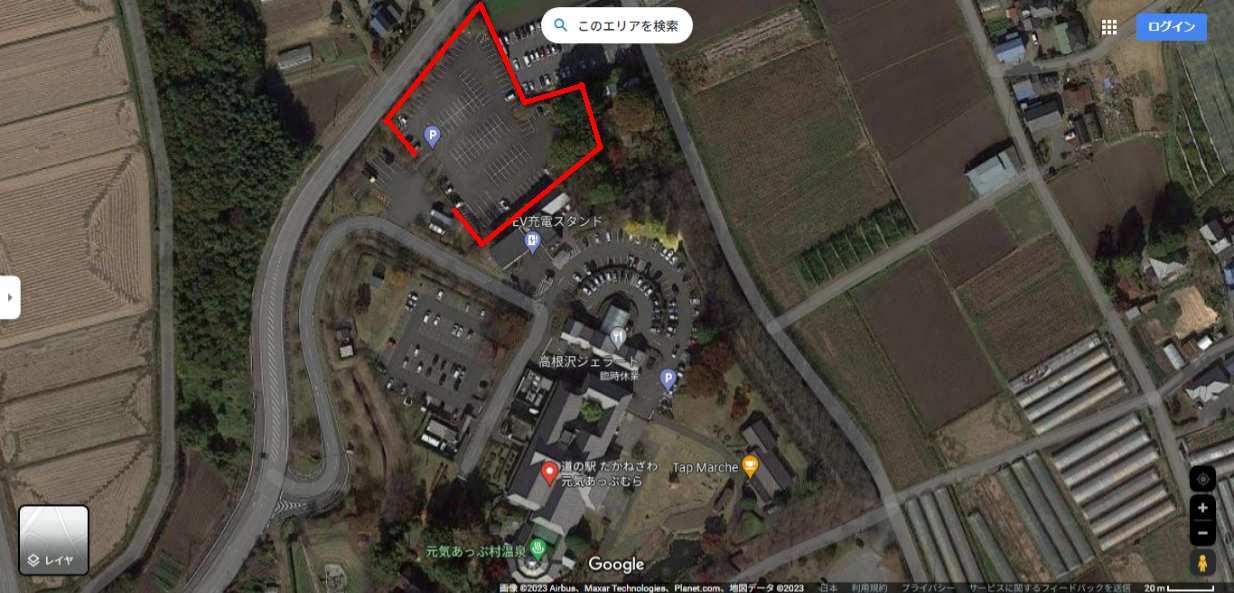 このエリアを検索
ログイン
P
EV充電スタンド
高根沢ジェラート
臨時休業
P
道の駅 たかねざわ
元気あっぷむら
Tap Marche
元気あっぷ村温泉
レイヤ
Google
画像 ©2023 Airbus、Maxar Technologies、Planet.com、地図データ ©2023 日本 利用規約 プライバシー サービスに関するフィードバックを送信 20 m